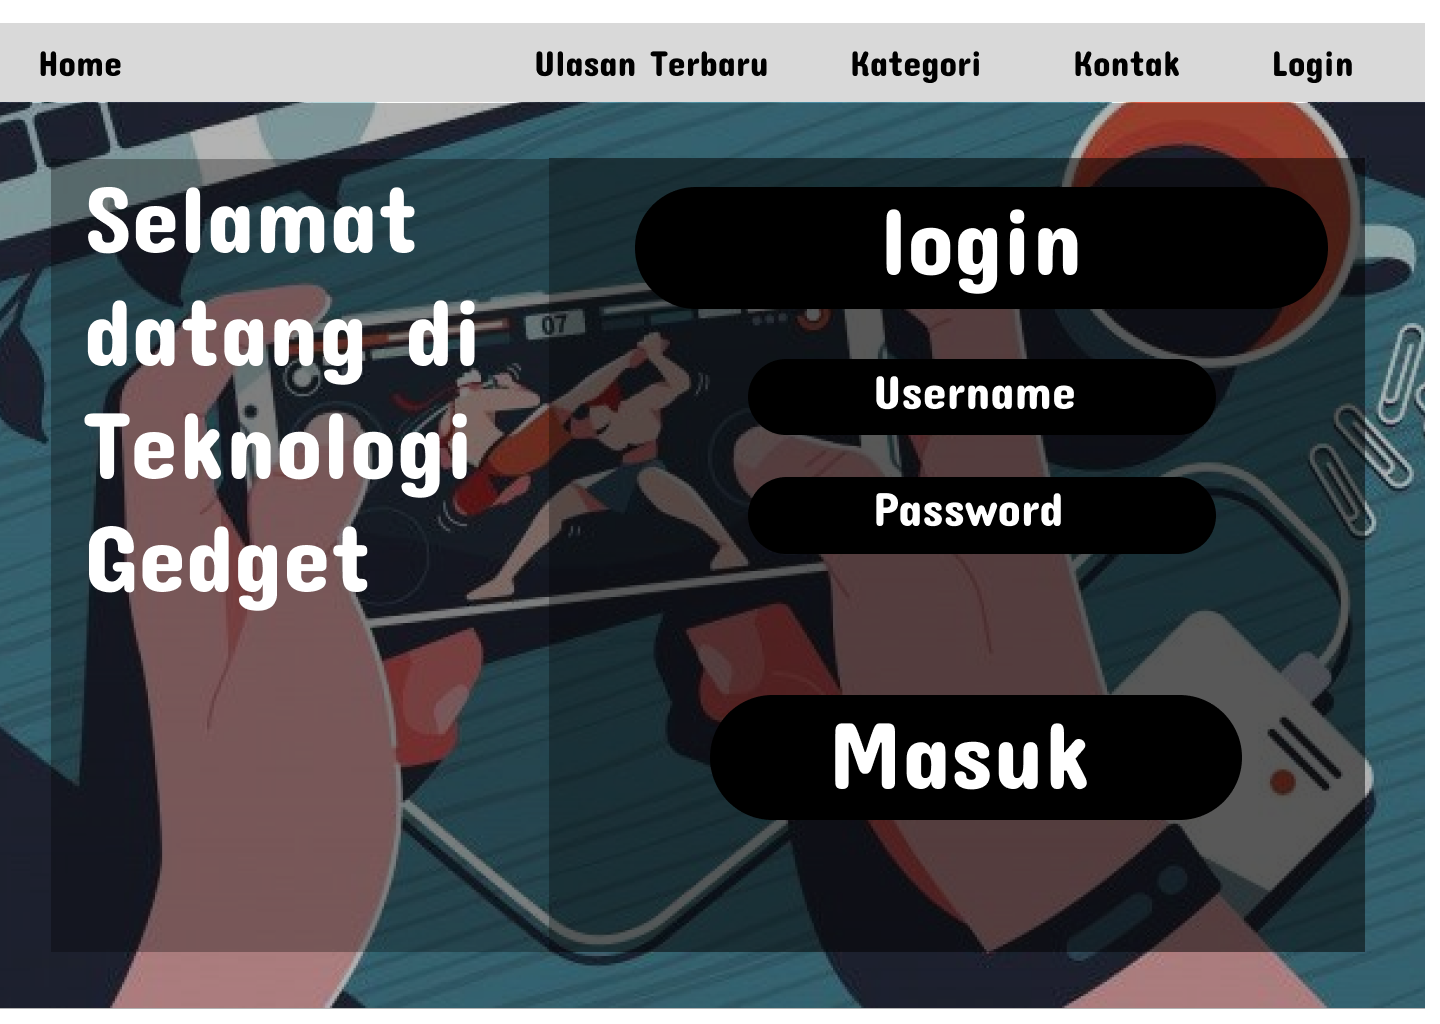 Home
Ulasan Terbaru
Kategori
Kontak
Login
Selamat
datang di
Teknologi
Gedget
07
login
Username
Password
Masuk